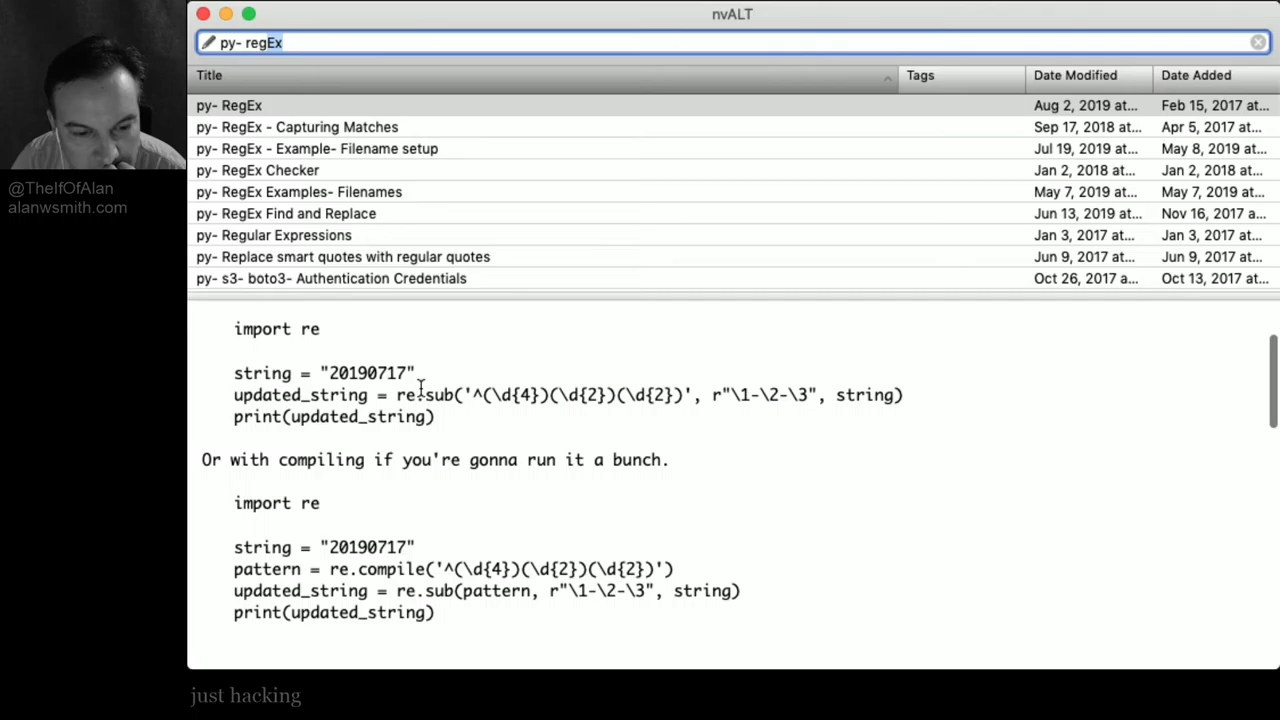 nvALT
py- regEx
Title Tags Date Modified Date Added
py- RegEx Aug 2, 2019 at... Feb 15, 2017 at...
py- RegEx - Capturing Matches Sep 17, 2018 at... Apr 5, 2017 at...
py- RegEx - Example- Filename setup Jul 19, 2019 at... May 8, 2017 at...
py- RegEx Checker Jan 2, 2018 at... Jan 2, 2018 at...
py- RegEx Examples- Filenames May 7, 2019 at... May 7, 2019 at...
py- RegEx Find and Replace Jun 13, 2019 at... Nov 16, 2017 at...
py- Regular Expressions Jan 3, 2017 at... Jan 3, 2017 at...
py- Replace smart quotes with regular quotes Jun 9, 2017 at... Jun 9, 2017 at...
py- s3- boto3- Authentication Credentials Oct 26, 2017 a... Oct 13, 2017 at...
@TheIfOfAlan
alanwsmith.com
import re
string = "20190717"
updated_string = re.sub('^(\d{4})(\d{2})(\d{2})', r"\1-\2-\3", string)
print(updated_string)
Or with compiling if you're gonna run it a bunch.
import re
string = "20190717"
pattern = re.compile('^(\d{4})(\d{2})(\d{2})')
updated_string = re.sub(pattern, r"\1-\2-\3", string)
print(updated_string)
just hacking